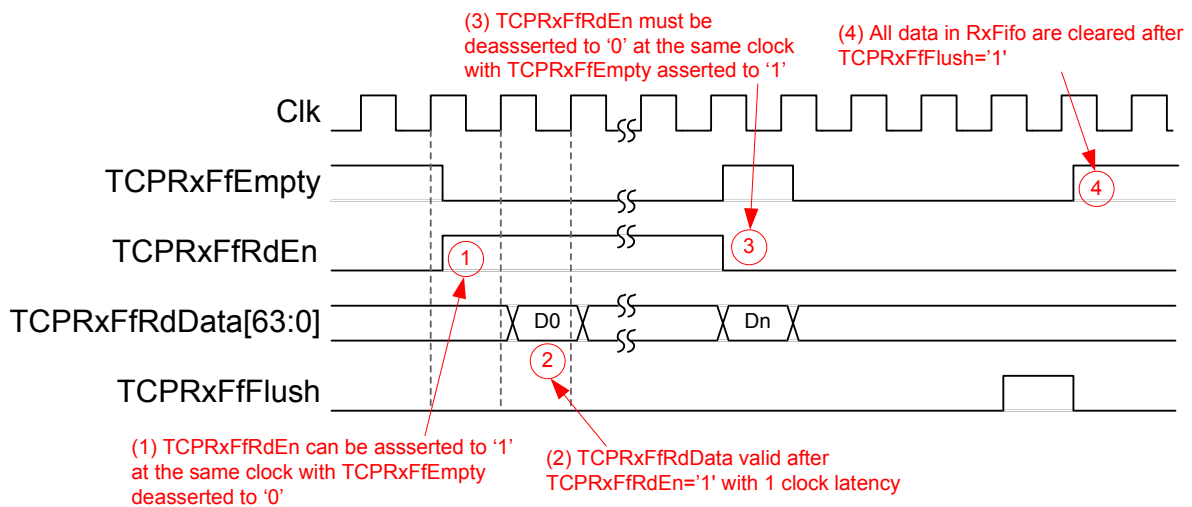 (3) TCPRxFfRdEn must be
deassserted to ‘0’ at the same clock
with TCPRxFfEmpty asserted to ‘1’
(4) All data in RxFifo are cleared after
TCPRxFfFlush=’1'
Clk
TCPRxFfEmpty
4
TCPRxFfRdEn
1
3
TCPRxFfRdData[63:0]
D0
Dn
2
TCPRxFfFlush
(1) TCPRxFfRdEn can be assserted to ‘1’
at the same clock with TCPRxFfEmpty
deasserted to ‘0’
(2) TCPRxFfRdData valid after
TCPRxFfRdEn=’1' with 1 clock latency